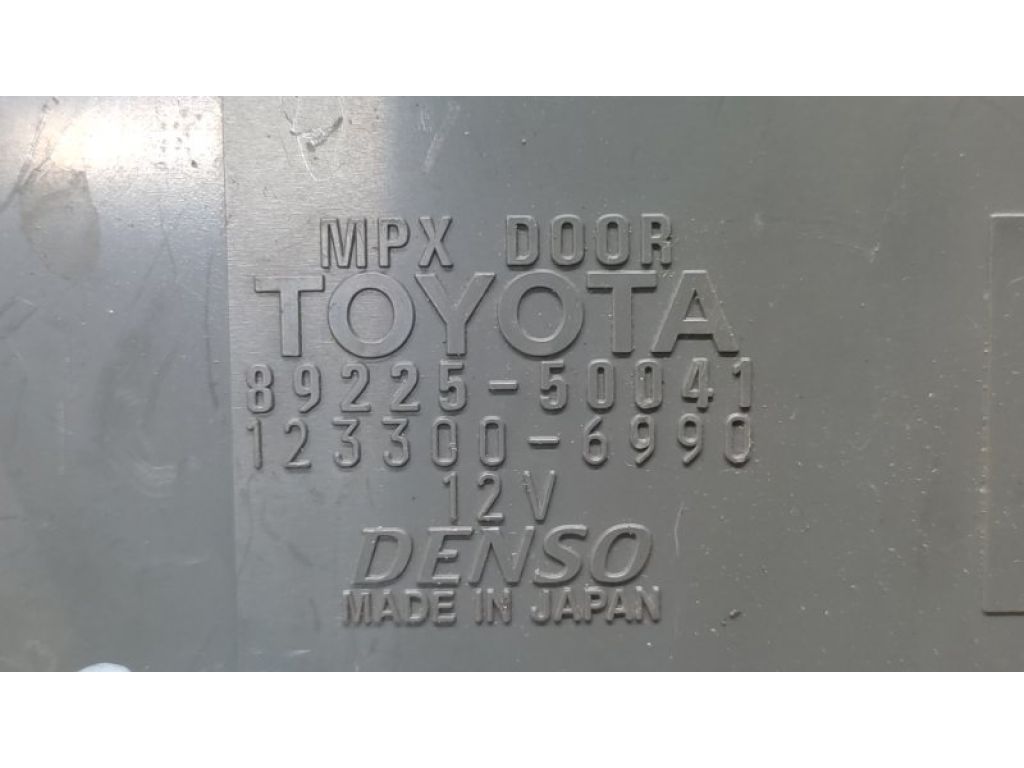 MPX DOOR
TOYOTA
89225-50041
123300-6990
12V
DENSO
MADE IN JAPAN